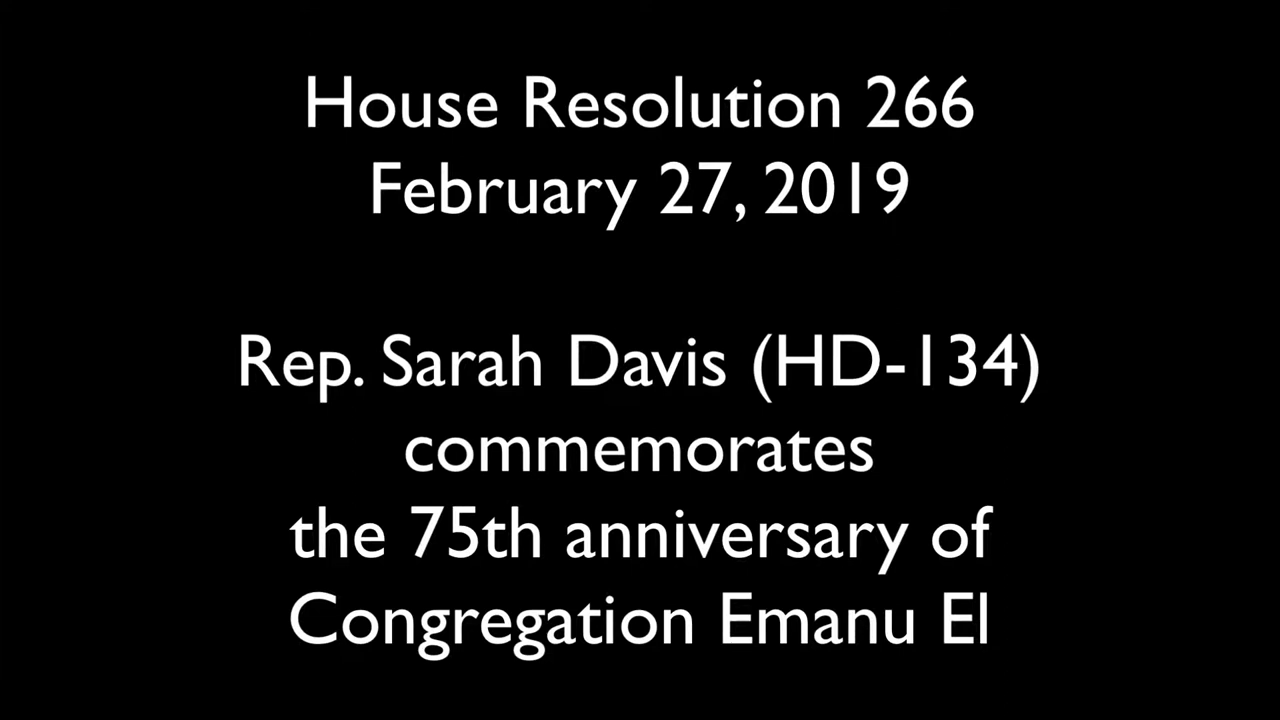 House Resolution 266
February 27, 2019
Rep. Sarah Davis (HD-134)
commemorates
the 75th anniversary of
Congregation Emanu El